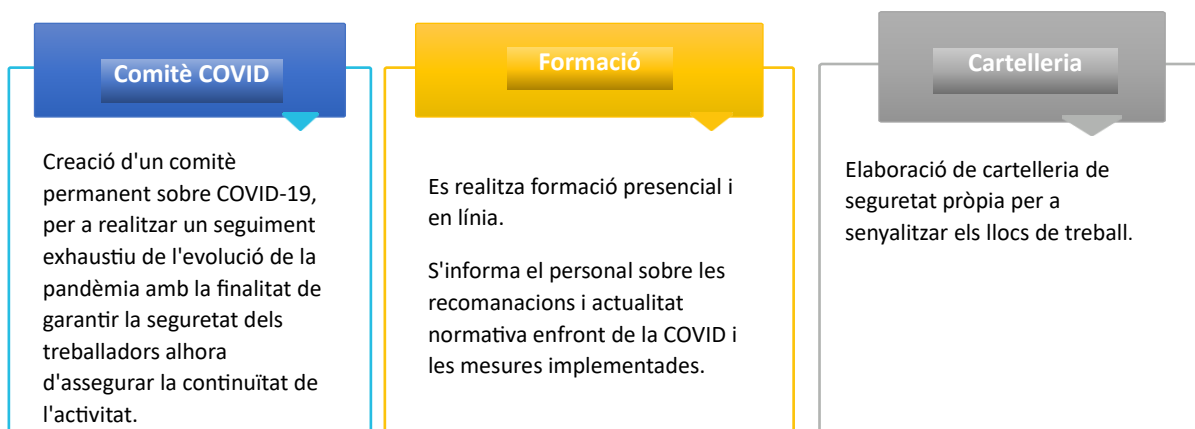 Comitè COVID
Creació d'un comitè
permanent sobre COVID-19,
per a realitzar un seguiment
exhaustiu de l'evolució de la
pandèmia amb la finalitat de
garantir la seguretat dels
treballadors alhora
d'assegurar la continuïtat de
l'activitat.
Formació
Es realitza formació presencial i
en línia.
S'informa el personal sobre les
recomanacions i actualitat
normativa enfront de la COVID i
les mesures implementades.
Cartelleria
Elaboració de cartelleria de
seguretat pròpia per a
senyalitzar els llocs de treball.